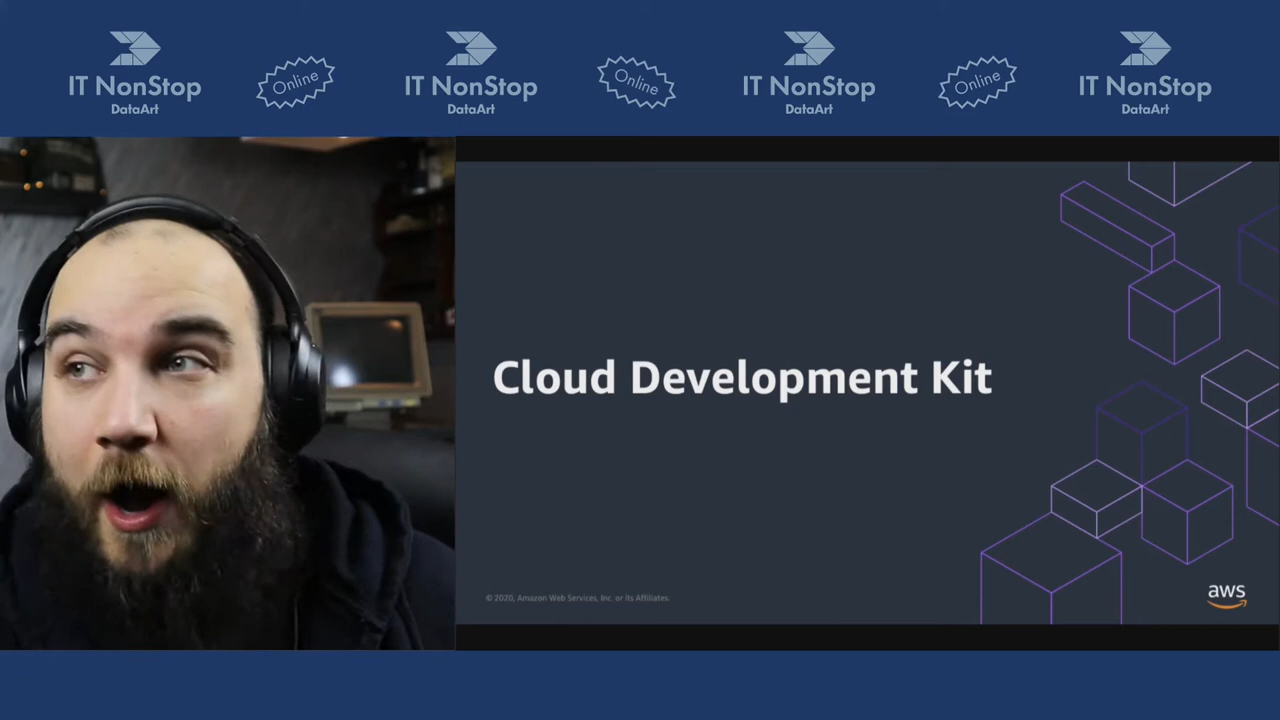 IT NonStop
DataArt
Online
IT NonStop
DataArt
Online
IT NonStop
DataArt
Online
IT NonStop
DataArt
Cloud Development Kit
© 2020, Amazon Web Services, Inc. or its Affiliates.
aws